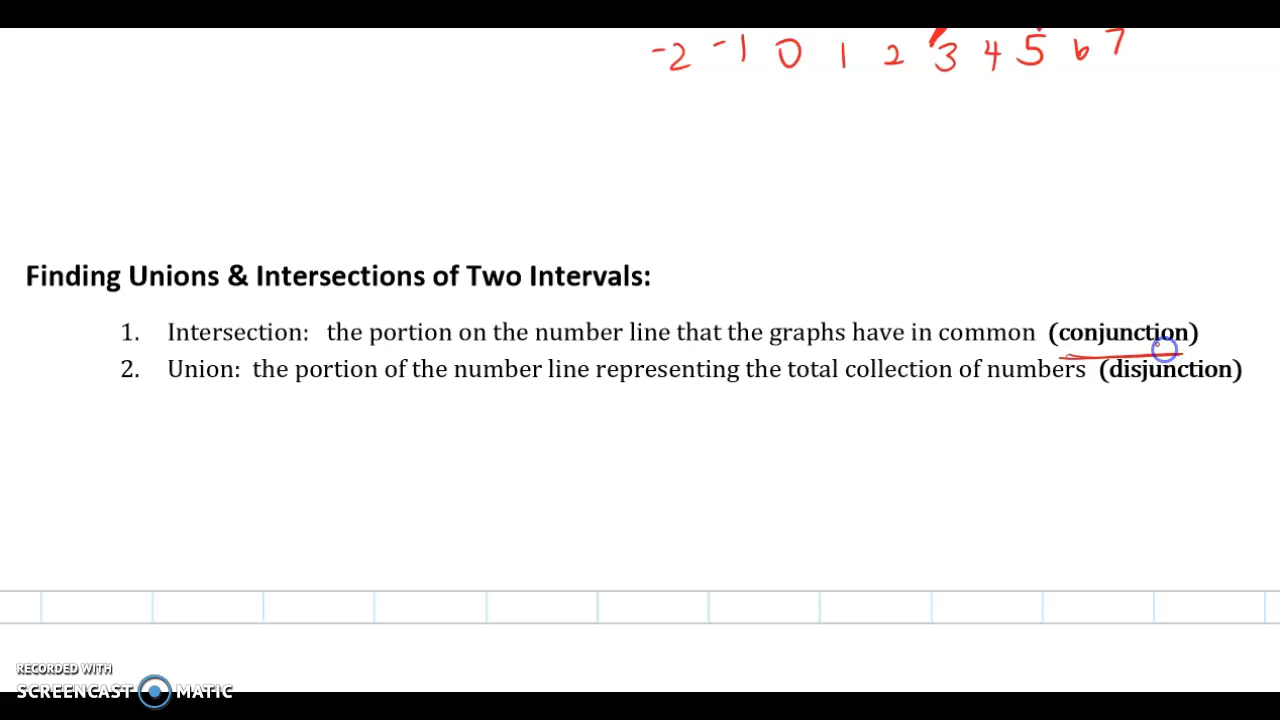 -2 -1 0 1 2 3 4 5 6 7
Finding Unions & Intersections of Two Intervals:
1. Intersection: the portion on the number line that the graphs have in common (conjunction)
2. Union: the portion of the number line representing the total collection of numbers (disjunction)
RECORDED WITH
SCREENCAST MATIC